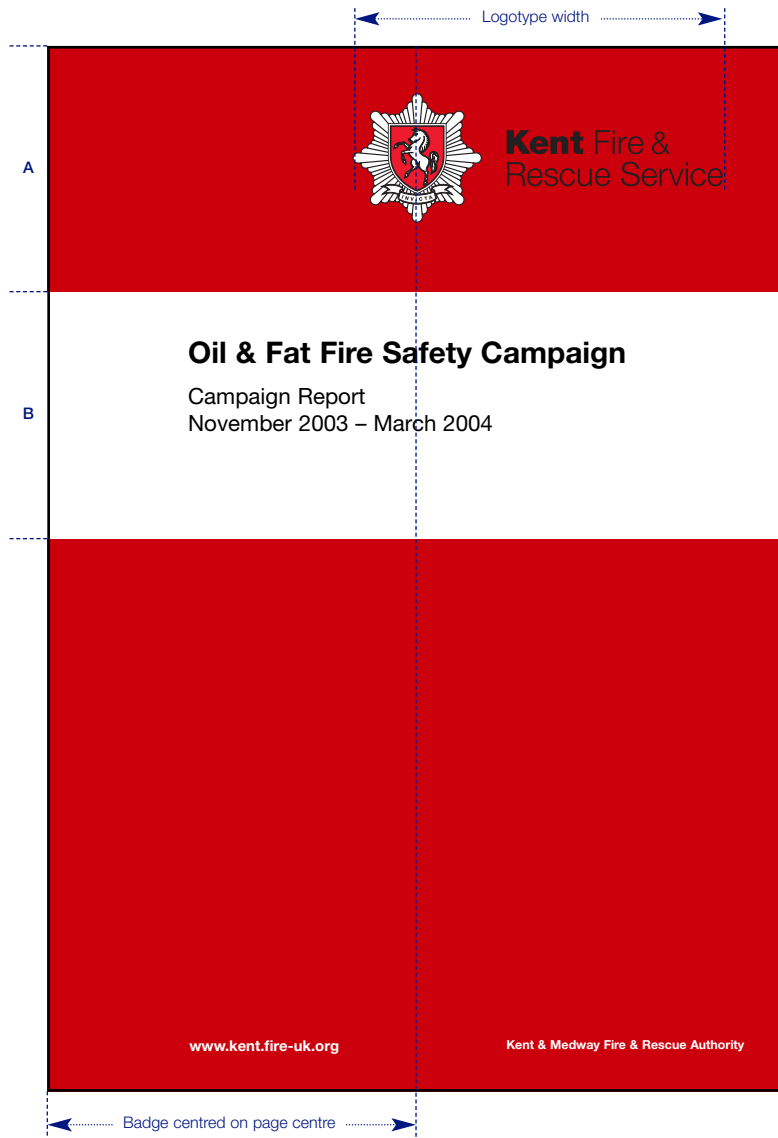 Logotype width
A
Kent Fire &
Rescue Service
INVICTA
B
Oil & Fat Fire Safety Campaign
Campaign Report
November 2003 – March 2004
www.kent.fire-uk.org
Kent & Medway Fire & Rescue Authority
Badge centred on page centre